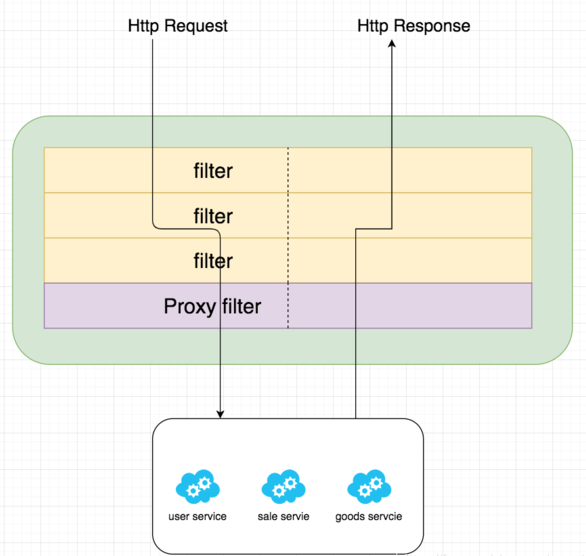 Http Request
Http Response
filter
filter
filter
Proxy filter
user service
sale servie
goods servcie